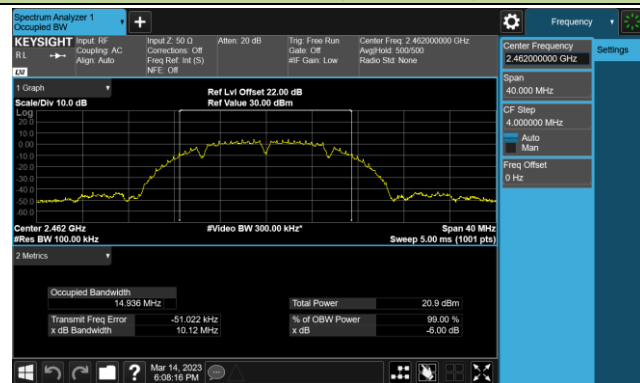 Spectrum Analyzer 1
Occupied BW
+
Frequency
KEYSIGHT
RL
LXI
Input: RF
Coupling: AC
Align: Auto
Input Z: 50 Ω
Corrections: Off
Freq Ref: Int (S)
NFE: Off
Atten: 20 dB
Trig: Free Run
Gate: Off
#IF Gain: Low
Center Freq: 2.462000000 GHz
Avg|Hold: 500/500
Radio Std: None
Center Frequency
2.462000000 GHz
Settings
Span
40.000 MHz
CF Step
4.000000 MHz
Auto
Man
Freq Offset
0 Hz
1 Graph
Scale/Div 10.0 dB
Ref Lvl Offset 22.00 dB
Ref Value 30.00 dBm
Log
20.0
10.0
0.00
-10.0
-20.0
-30.0
-40.0
-50.0
-60.0
Center 2.462 GHz
#Res BW 100.00 kHz
#Video BW 300.00 kHz*
Span 40 MHz
Sweep 5.00 ms (1001 pts)
2 Metrics
Occupied Bandwidth
14.936 MHz
Total Power 20.9 dBm
Transmit Freq Error -51.022 kHz
% of OBW Power 99.00 %
x dB Bandwidth 10.12 MHz
x dB -6.00 dB
?
Mar 14, 2023
6:08:16 PM